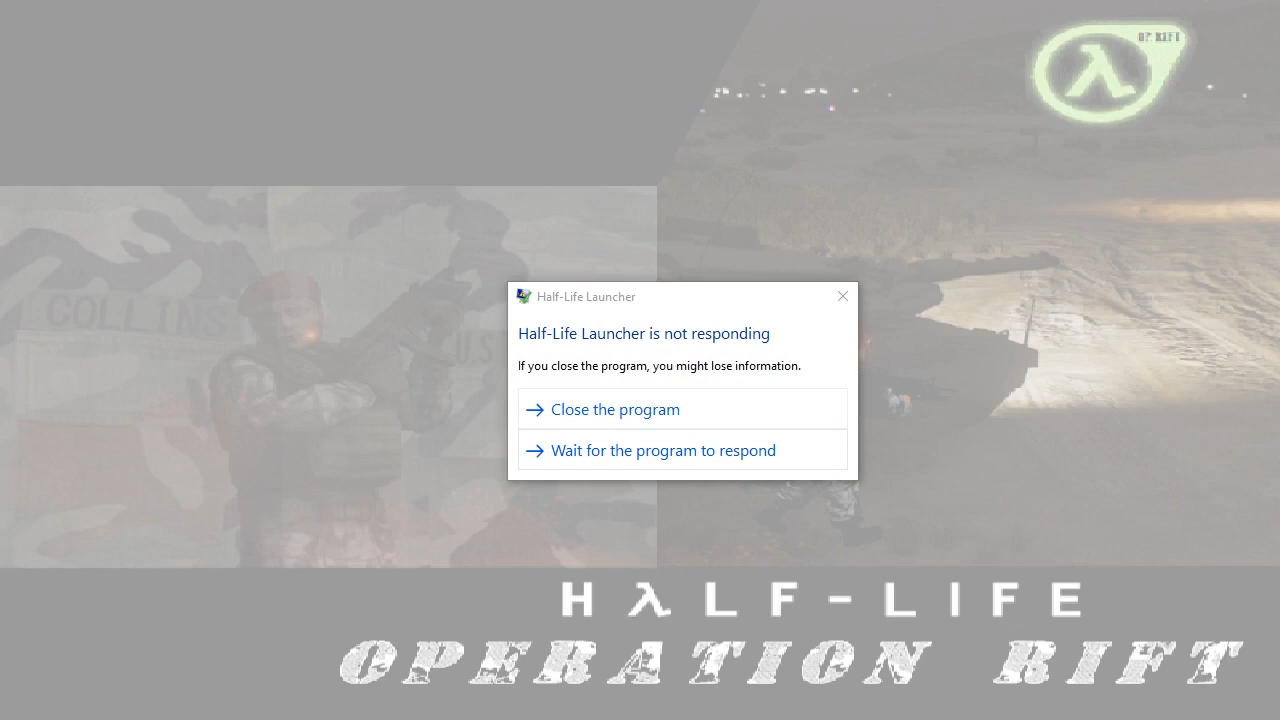 OP. RIFT
COLLINS
U.S
Half-Life Launcher
Half-Life Launcher is not responding
If you close the program, you might lose information.
Close the program
Wait for the program to respond
HλLF-LIFE
OPERATION RIFT